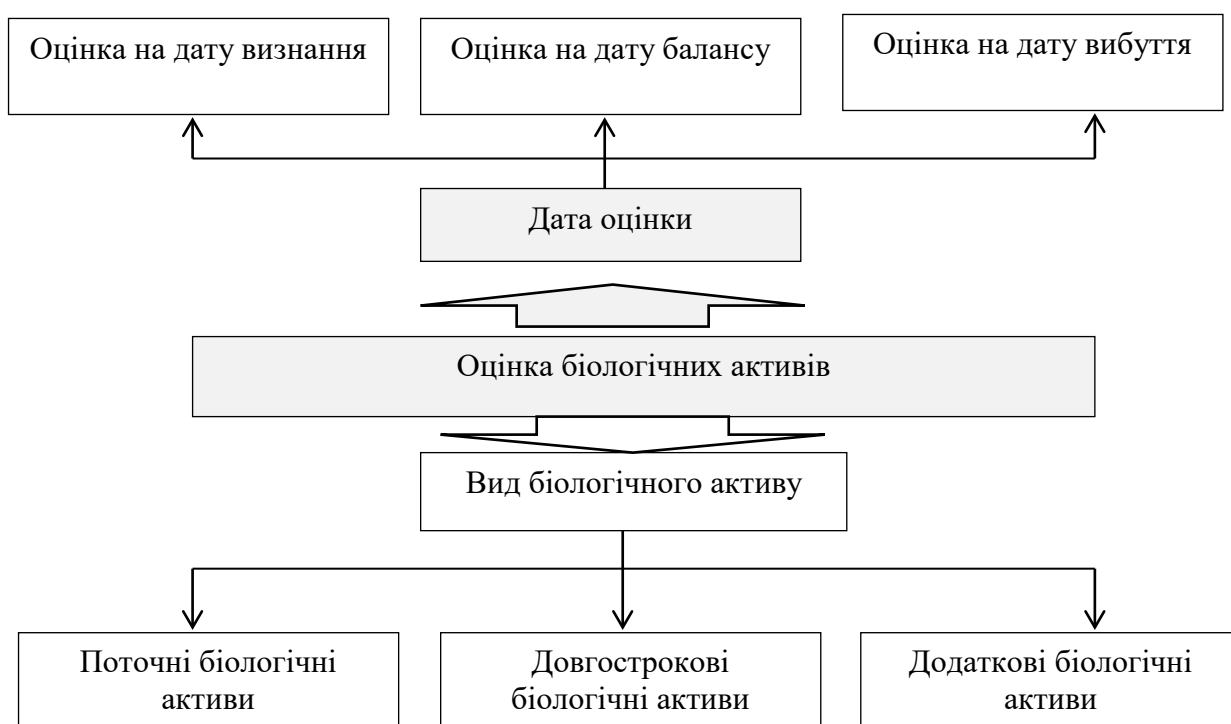 Оцінка на дату визнання
Оцінка на дату балансу
Оцінка на дату вибуття
Дата оцінки
Оцінка біологічних активів
Вид біологічного активу
Поточні біологічні
активи
Довгострокові
біологічні активи
Додаткові біологічні
активи